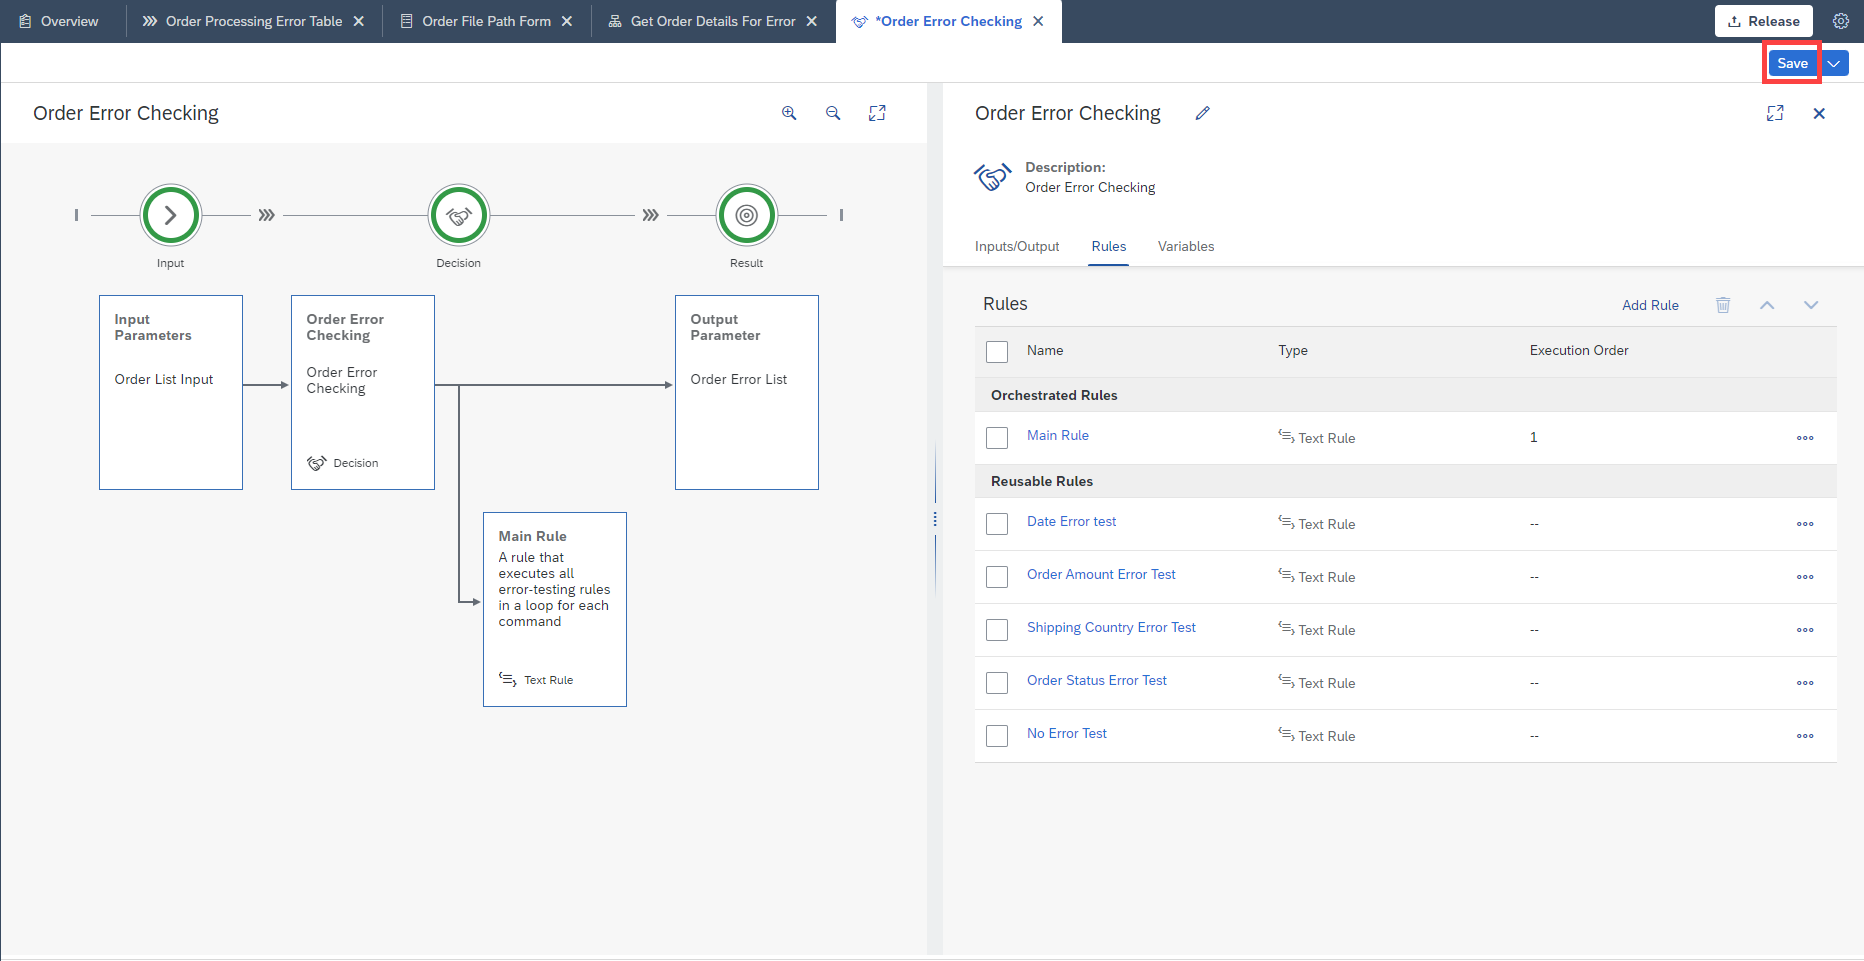 Overview
Order Processing Error Table
Order File Path Form
Get Order Details For Error
*Order Error Checking
Release
Save
Order Error Checking
Input
Decision
Result
Input
Parameters
Order List Input
Order Error
Checking
Order Error
Checking
Decision
Output
Parameter
Order Error List
Main Rule
A rule that
executes all
error-testing rules
in a loop for each
command
Text Rule
Order Error Checking
Description:
Order Error Checking
Inputs/Output
Rules
Variables
Rules
Add Rule
Name Type Execution Order
Orchestrated Rules
Main Rule Text Rule 1
Reusable Rules
Date Error test Text Rule --
Order Amount Error Test Text Rule --
Shipping Country Error Test Text Rule --
Order Status Error Test Text Rule --
No Error Test Text Rule --